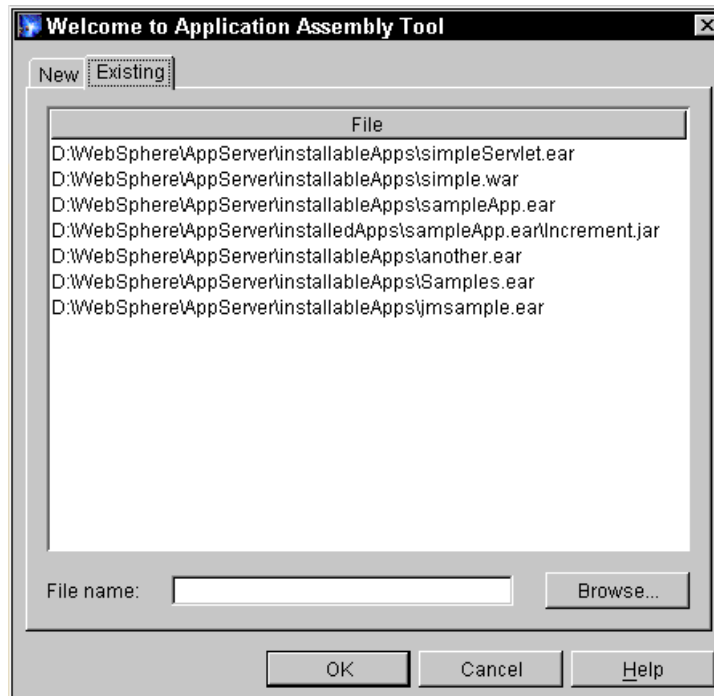 Welcome to Application Assembly Tool
New Existing
File
D:\WebSphere\AppServer\installableApps\simpleServlet.ear
D:\WebSphere\AppServer\installableApps\simple.war
D:\WebSphere\AppServer\installableApps\sampleApp.ear
D:\WebSphere\AppServer\installedApps\sampleApp.ear\Increment.jar
D:\WebSphere\AppServer\installableApps\another.ear
D:\WebSphere\AppServer\installableApps\Samples.ear
D:\WebSphere\AppServer\installableApps\jmsample.ear
File name: Browse...
OK Cancel Help